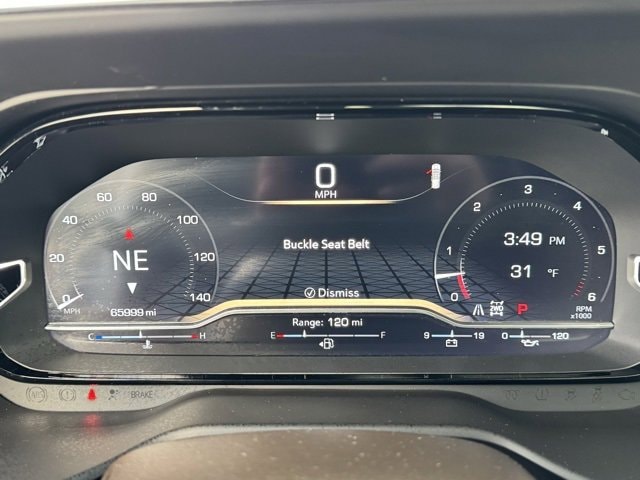 0
MPH
Buckle Seat Belt
Dismiss
0 20 40 60 80 100 120 140
MPH
NE
65999 mi
0 1 2 3 4 5 6
3:49 PM
31 °F
2WD P
RPM
x1000
Range: 120 mi
C H
E F
9 19
0 120
BRAKE